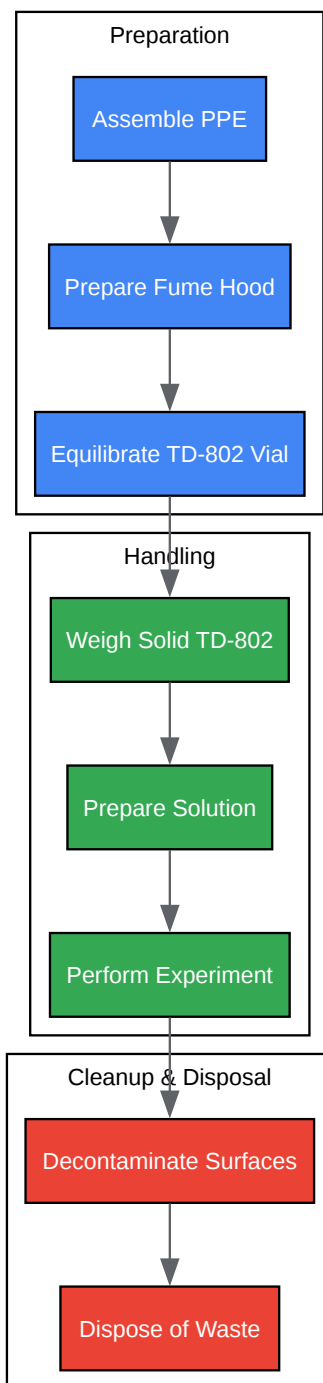 Preparation
Assemble PPE
Prepare Fume Hood
Equilibrate TD-802 Vial
Handling
Weigh Solid TD-802
Prepare Solution
Perform Experiment
Cleanup & Disposal
Decontaminate Surfaces
Dispose of Waste